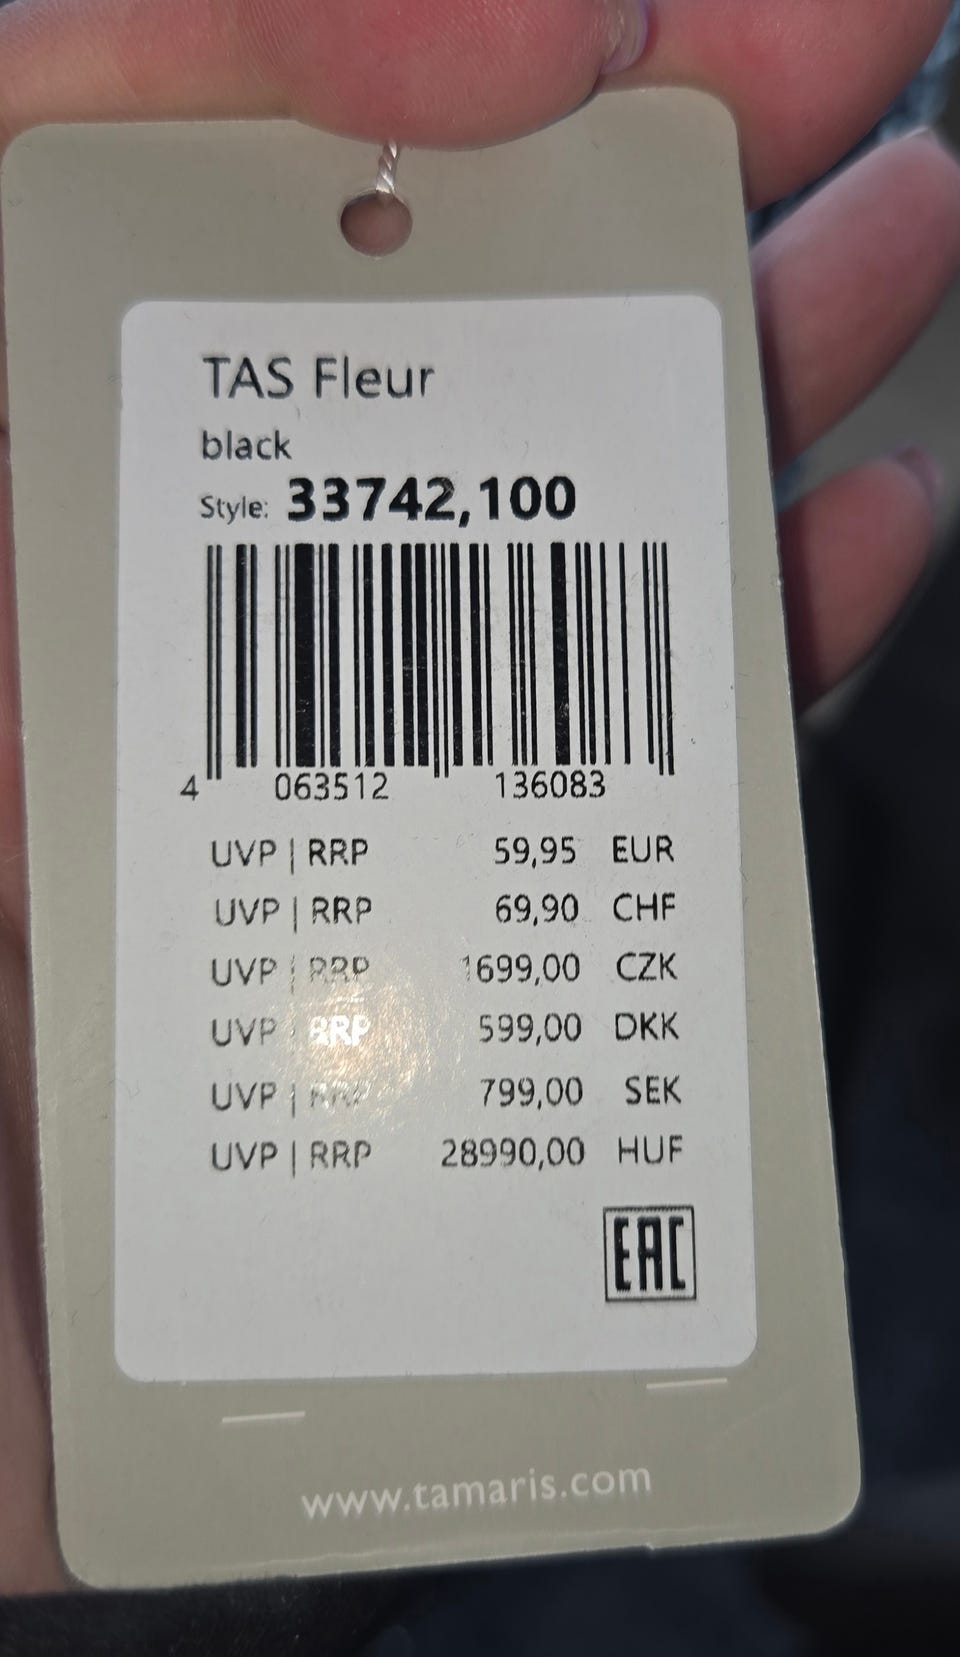 TAS Fleur
black
Style: 33742,100
4 063512 136083
UVP | RRP 59,95 EUR
UVP | RRP 69,90 CHF
UVP | RRP 1699,00 CZK
UVP | RRP 599,00 DKK
UVP | RRP 799,00 SEK
UVP | RRP 28990,00 HUF
EAC
www.tamaris.com